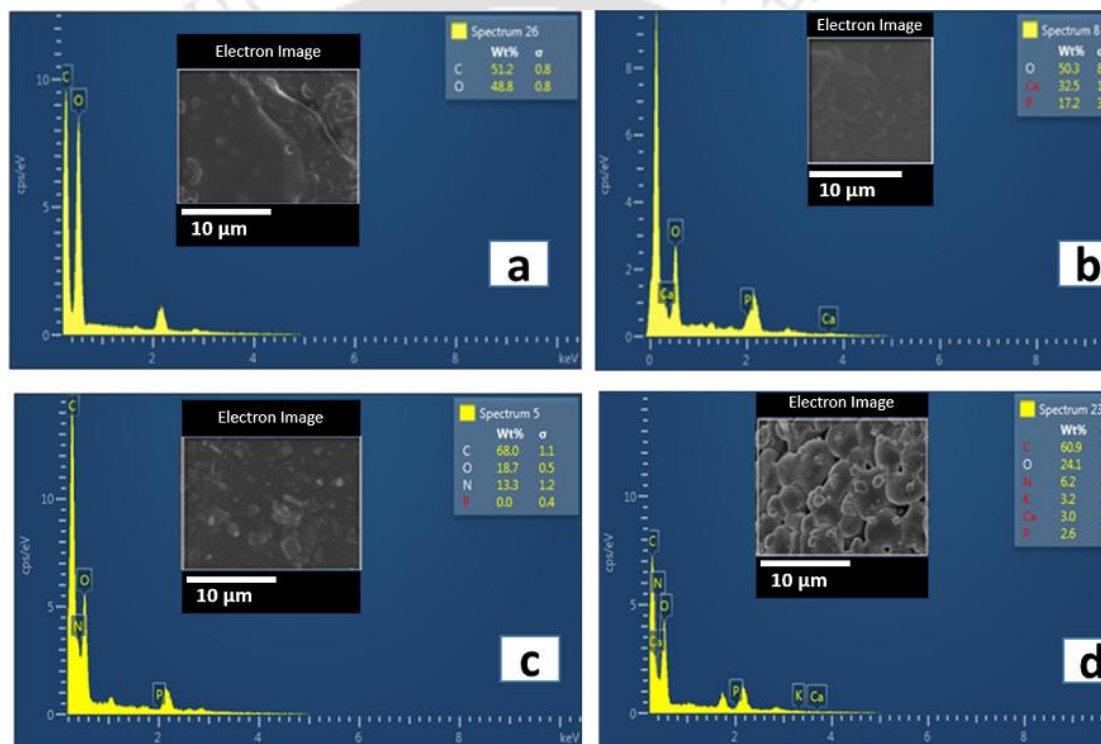 Spectrum 26
Wt% σ
C 51.2 0.8
O 48.8 0.8
Electron Image
10 μm
a
cps/eV
10
5
0
2
4
6
8
keV
C
O
Spectrum 8
Wt%
O 50.3 8
Ca 32.5 1
P 17.2 3
Electron Image
10 μm
b
cps/eV
8
6
4
2
0
0
2
4
6
8
O
Ca
P
Ca
Spectrum 5
Wt% σ
C 68.0 1.1
O 18.7 0.5
N 13.3 1.2
P 0.0 0.4
Electron Image
10 μm
c
cps/eV
10
5
0
2
4
6
8
keV
C
O
N
P
Spectrum 23
Wt%
C 60.9
O 24.1
N 6.2
K 3.2
Ca 3.0
P 2.6
Electron Image
10 μm
d
cps/eV
10
5
0
2
4
6
8
C
N
O
Ca
P
K
Ca